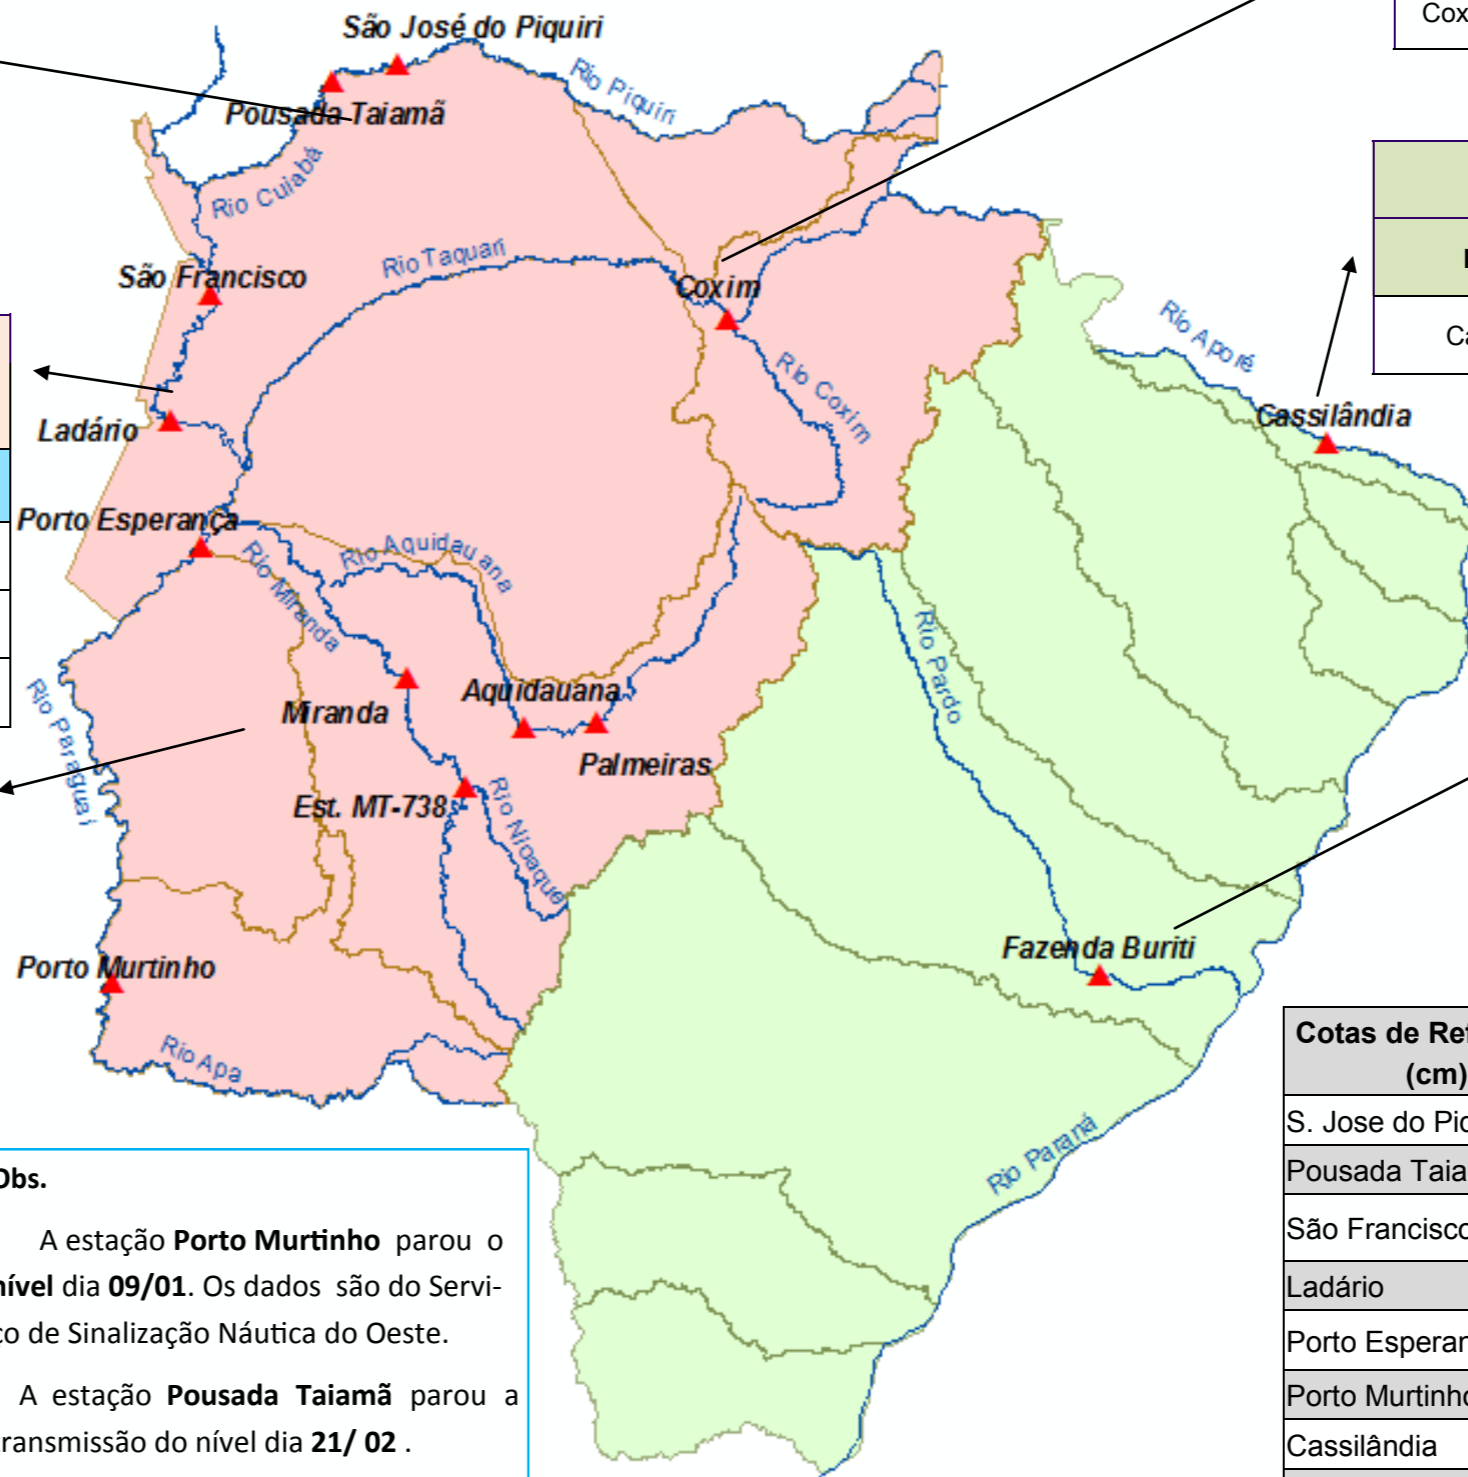 São José do Piquiri
Cox
Rio Piquiri
Pousada Taiamã
Rio Cuiabá
São Francisco
Rio Taquari
Coxim
Rio Aporé
Ca
Rio Coxim
Cassilândia
Ladário
Porto Esperança
Rio Aquidauana
Rio Miranda
Rio Pardo
Rio Paraguai
Miranda
Aquidauana
Palmeiras
Est. MT-738
Rio Nioaque
Fazenda Buriti
Porto Murtinho
Rio Apa
Rio Paraná
Obs.
A estação Porto Murtinho parou o
nível dia 09/01. Os dados são do Servi-
ço de Sinalização Náutica do Oeste.
A estação Pousada Taiamã parou a
transmissão do nível dia 21/ 02 .
Cotas de Ref
(cm)
S. Jose do Piq
Pousada Taia
São Francisco
Ladário
Porto Esperan
Porto Murtinho
Cassilândia